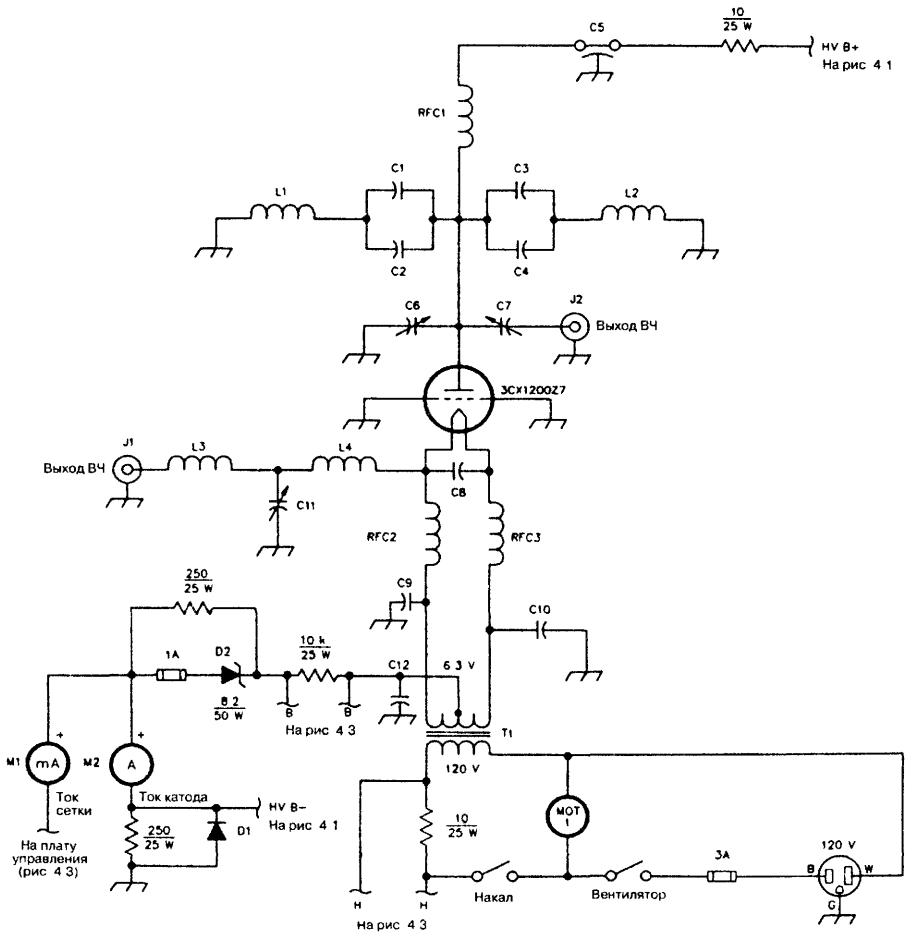 10
25 W
C5
HV B+
На рис 4 1
RFC1
C1
C3
L1
L2
C2
C4
C6
C7
J2
Выход ВЧ
3CX1200Z7
J1
L3
L4
Выход ВЧ
C8
C11
RFC2
RFC3
250
25 W
C9
C10
1A
D2
10 k
25 W
C12
6 3 V
8 2
50 W
B
B
На рис 4 3
T1
+
+
M1
mA
M2
A
120 V
Ток
сетки
Ток катода
HV B−
На рис 4 1
MOT
1
На плату
управления
(рис 4 3)
250
25 W
D1
10
25 W
3A
120 V
B
W
G
Накал
Вентилятор
H
H
На рис 4 3